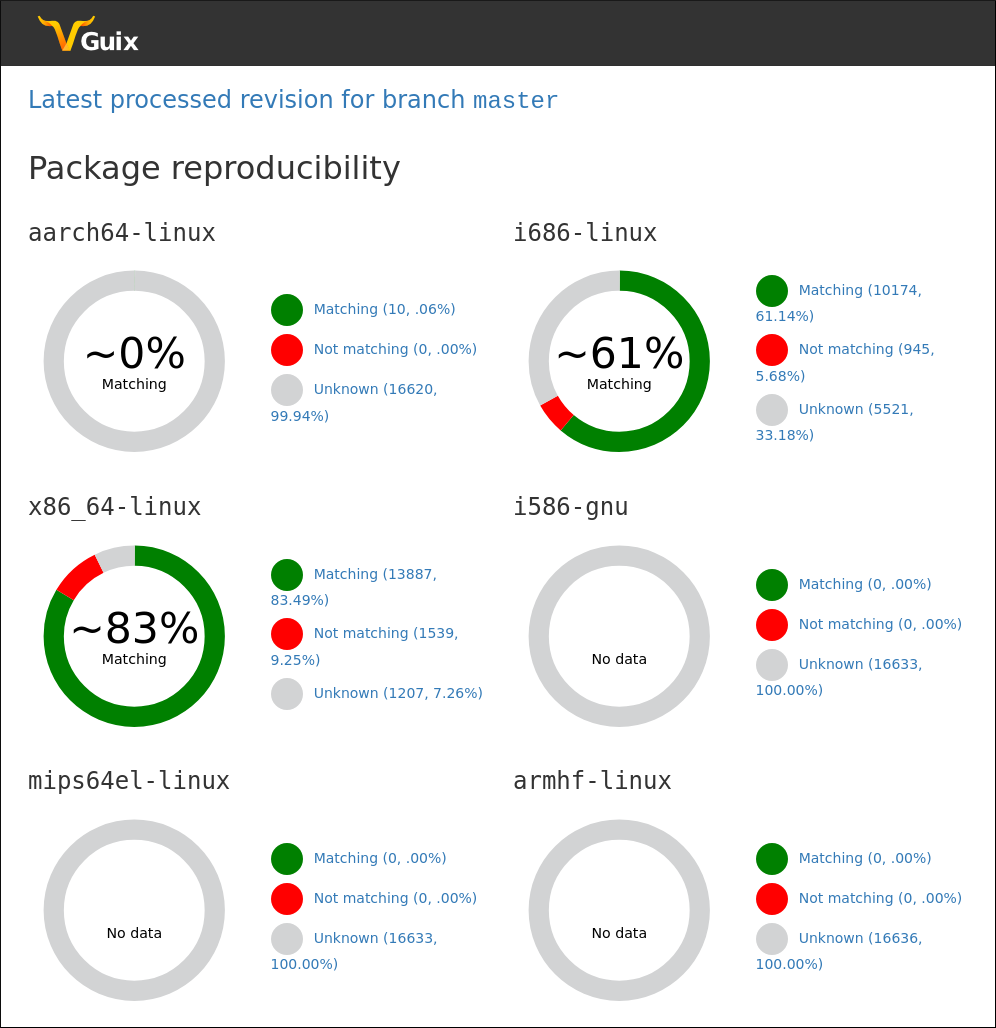 Guix
Latest processed revision for branch master
Package reproducibility
aarch64-linux
~0%
Matching
Matching (10, .06%)
Not matching (0, .00%)
Unknown (16620,
99.94%)
i686-linux
~61%
Matching
Matching (10174,
61.14%)
Not matching (945,
5.68%)
Unknown (5521,
33.18%)
x86_64-linux
~83%
Matching
Matching (13887,
83.49%)
Not matching (1539,
9.25%)
Unknown (1207, 7.26%)
i586-gnu
No data
Matching (0, .00%)
Not matching (0, .00%)
Unknown (16633,
100.00%)
mips64el-linux
No data
Matching (0, .00%)
Not matching (0, .00%)
Unknown (16633,
100.00%)
armhf-linux
No data
Matching (0, .00%)
Not matching (0, .00%)
Unknown (16636,
100.00%)